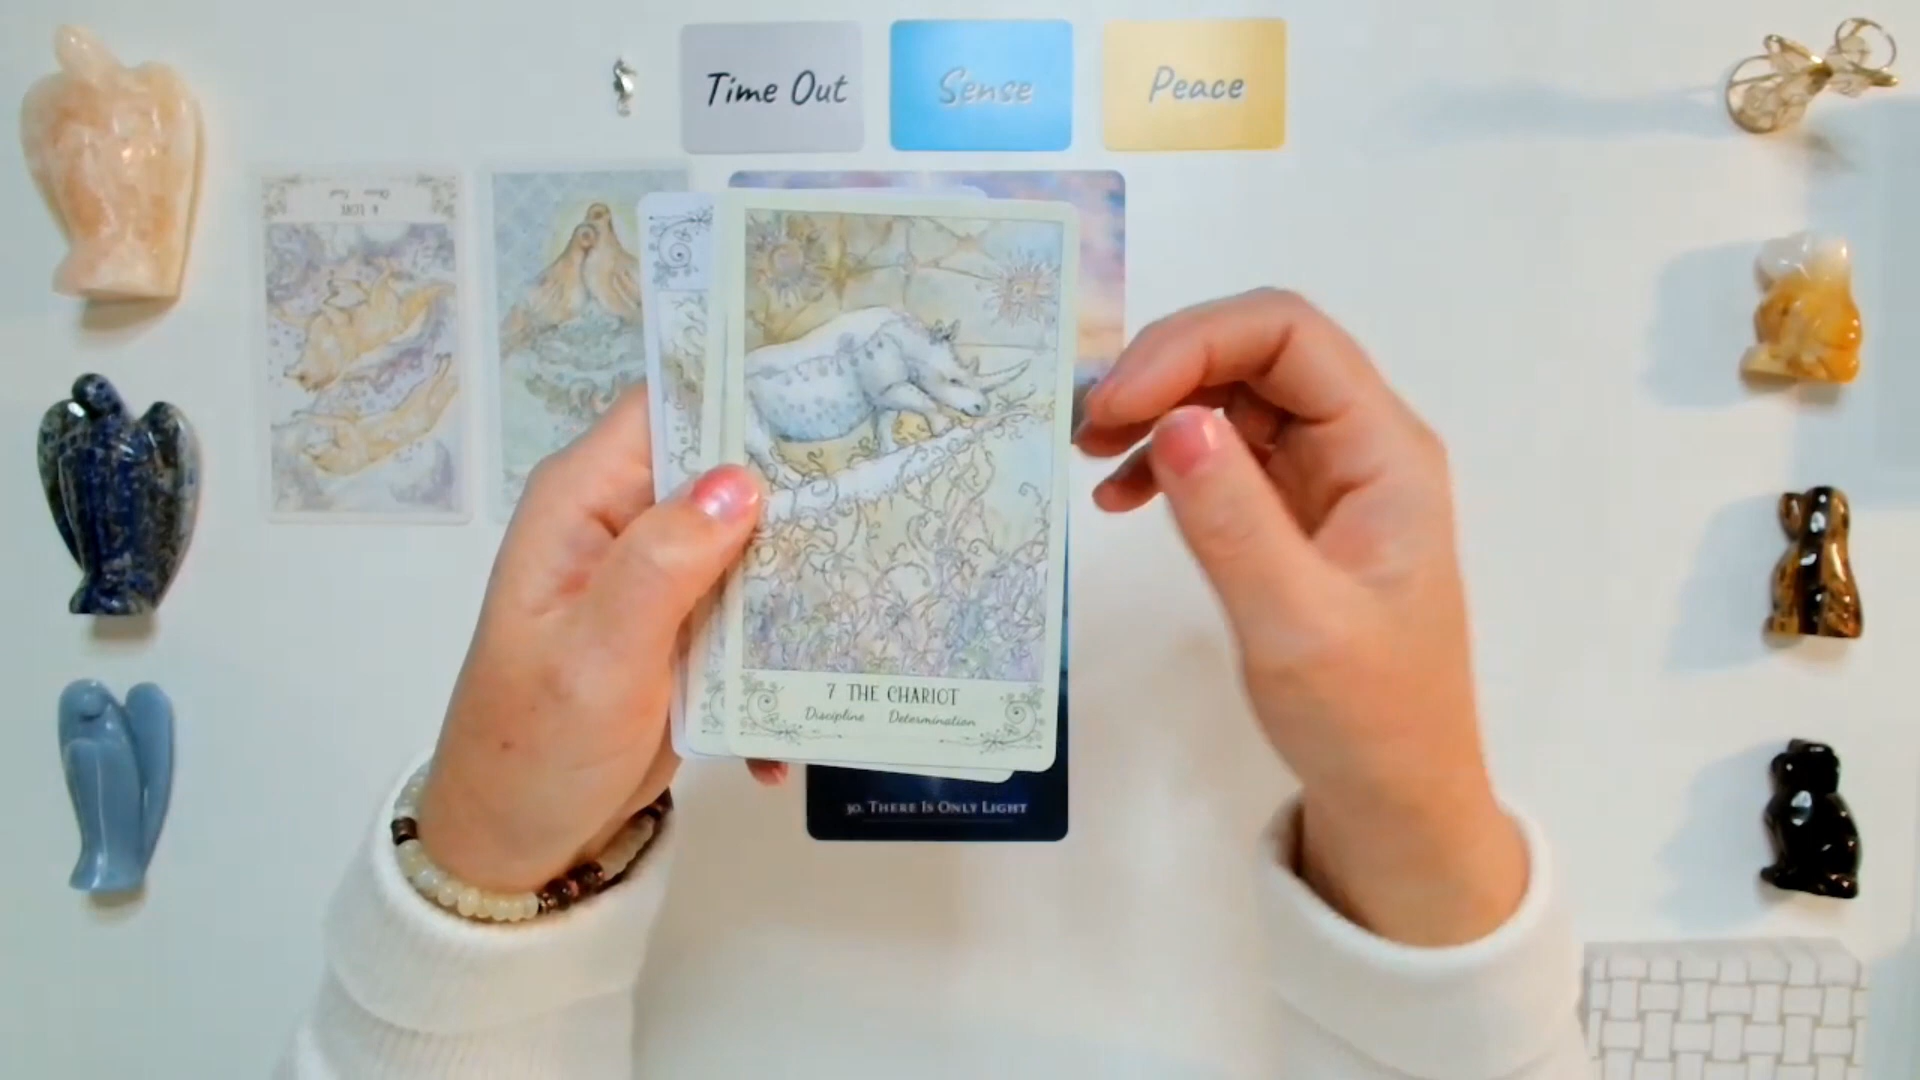 Time Out
Sense
Peace
7 THE CHARIOT
Discipline Determination
30. THERE IS ONLY LIGHT